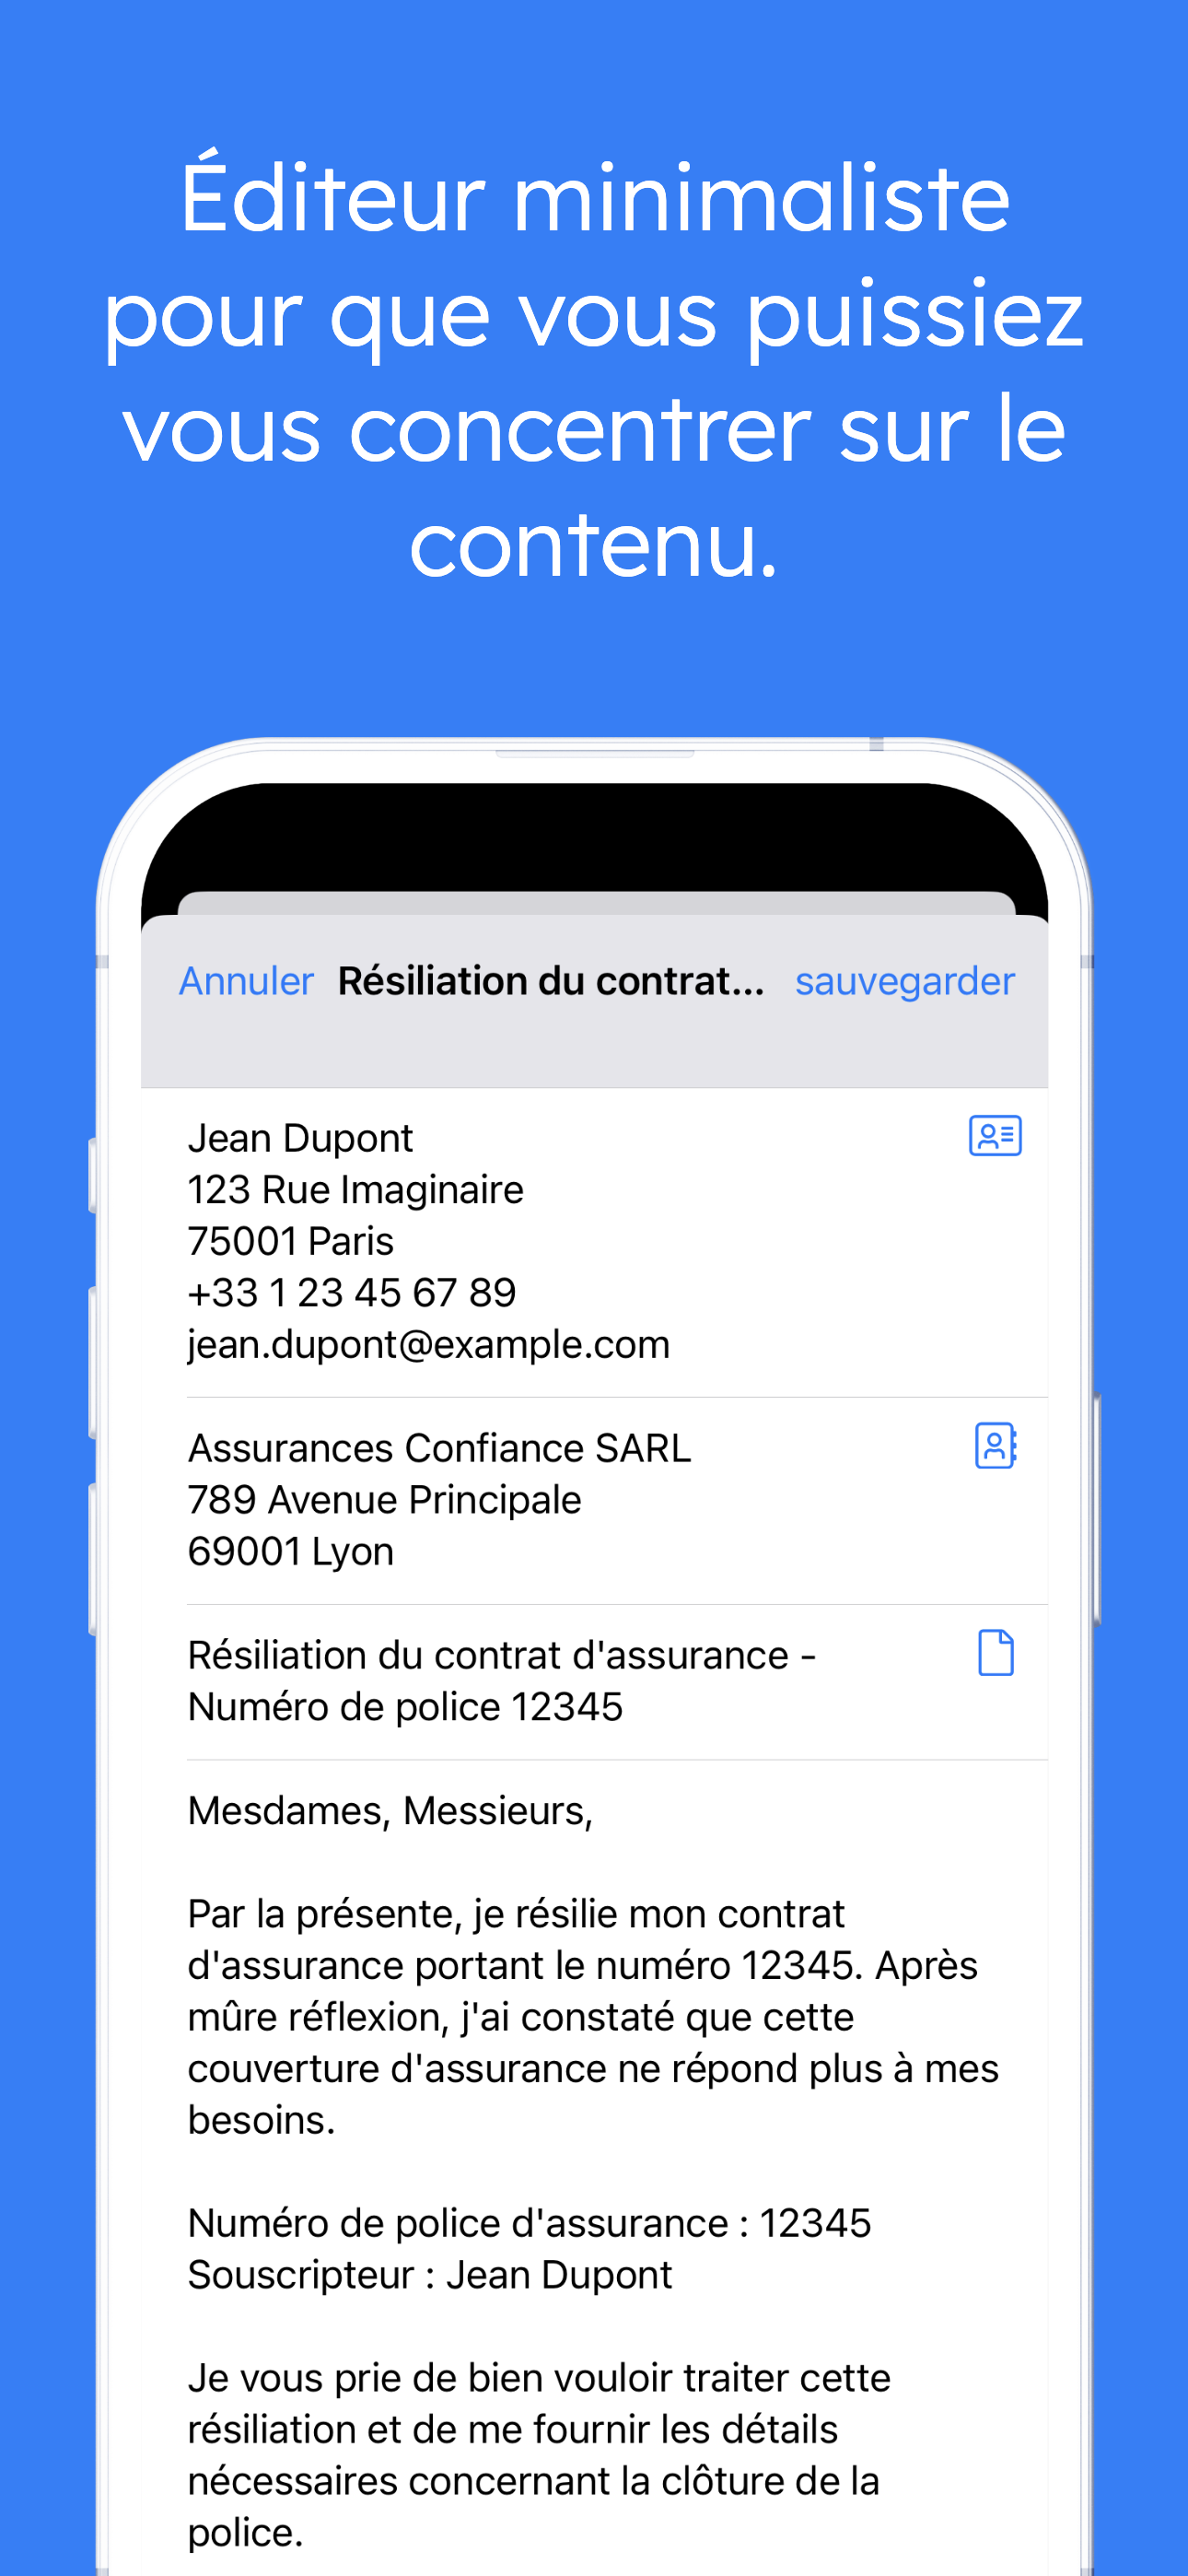 Éditeur minimaliste
pour que vous puissiez
vous concentrer sur le
contenu.
Annuler Résiliation du contrat... sauvegarder
Jean Dupont
123 Rue Imaginaire
75001 Paris
+33 1 23 45 67 89
jean.dupont@example.com
Assurances Confiance SARL
789 Avenue Principale
69001 Lyon
Résiliation du contrat d'assurance -
Numéro de police 12345
Mesdames, Messieurs,
Par la présente, je résilie mon contrat
d'assurance portant le numéro 12345. Après
mûre réflexion, j'ai constaté que cette
couverture d'assurance ne répond plus à mes
besoins.
Numéro de police d'assurance : 12345
Souscripteur : Jean Dupont
Je vous prie de bien vouloir traiter cette
résiliation et de me fournir les détails
nécessaires concernant la clôture de la
police.